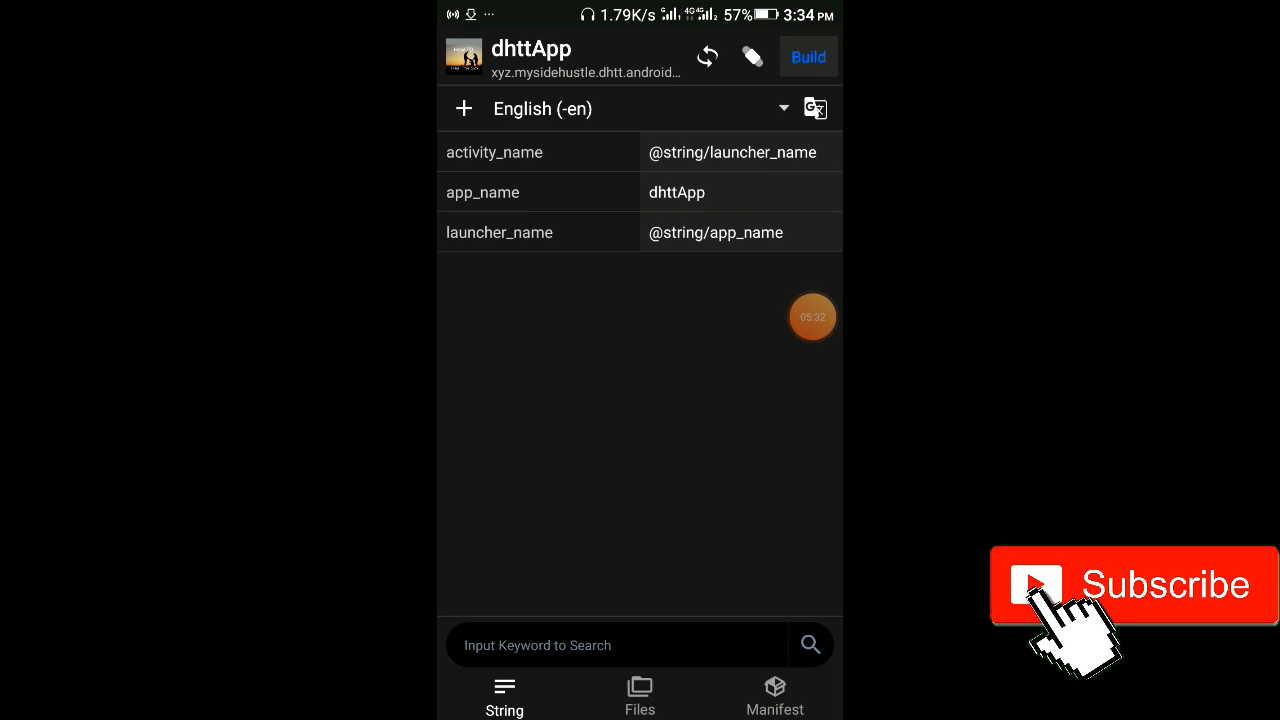 1.79K/s 57% 3:34 PM
dhttApp
xyz.mysidehustle.dhtt.android...
Build
English (-en)
activity_name @string/launcher_name
app_name dhttApp
launcher_name @string/app_name
05:32
Subscribe
Input Keyword to Search
String Files Manifest